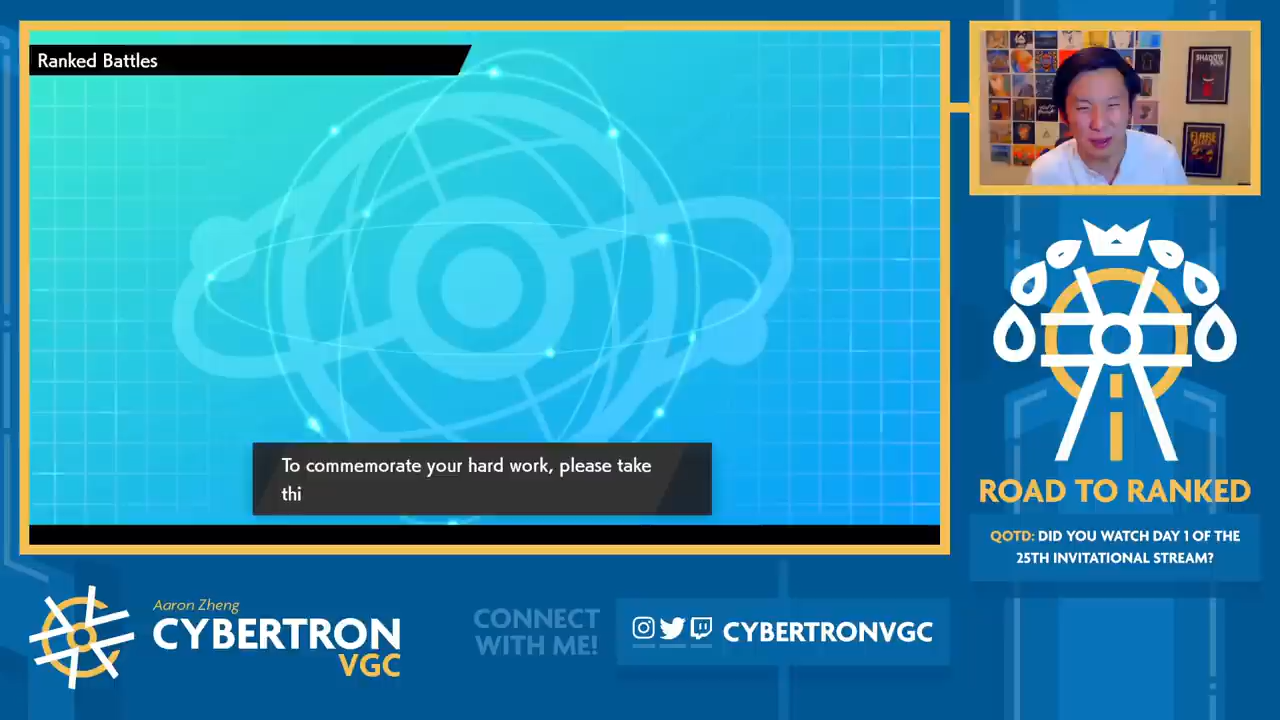 Ranked Battles
To commemorate your hard work, please take
thi
ROAD TO RANKED
QOTD: DID YOU WATCH DAY 1 OF THE
25TH INVITATIONAL STREAM?
Aaron Zheng
CYBERTRON
VGC
CONNECT
WITH ME!
CYBERTRONVGC